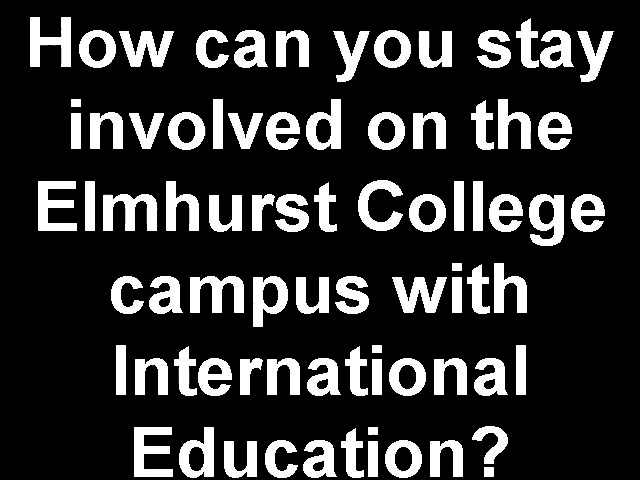 How can you stay
involved on the
Elmhurst College
campus with
International
Education?